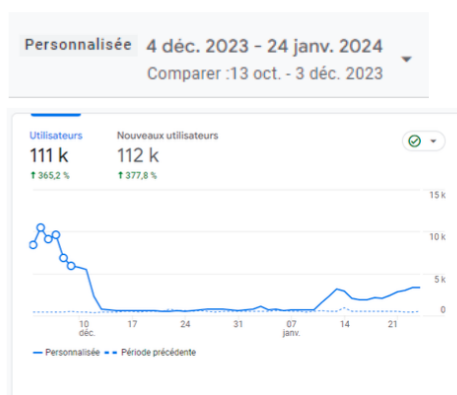 Personnalisée 4 déc. 2023 - 24 janv. 2024
Comparer :13 oct. - 3 déc. 2023
Utilisateurs Nouveaux utilisateurs
111 k 112 k
↑ 365,2 % ↑ 377,8 %
15 k
10 k
5 k
0
10 17 24 31 07 14 21
déc. janv.
Personnalisée Période précédente